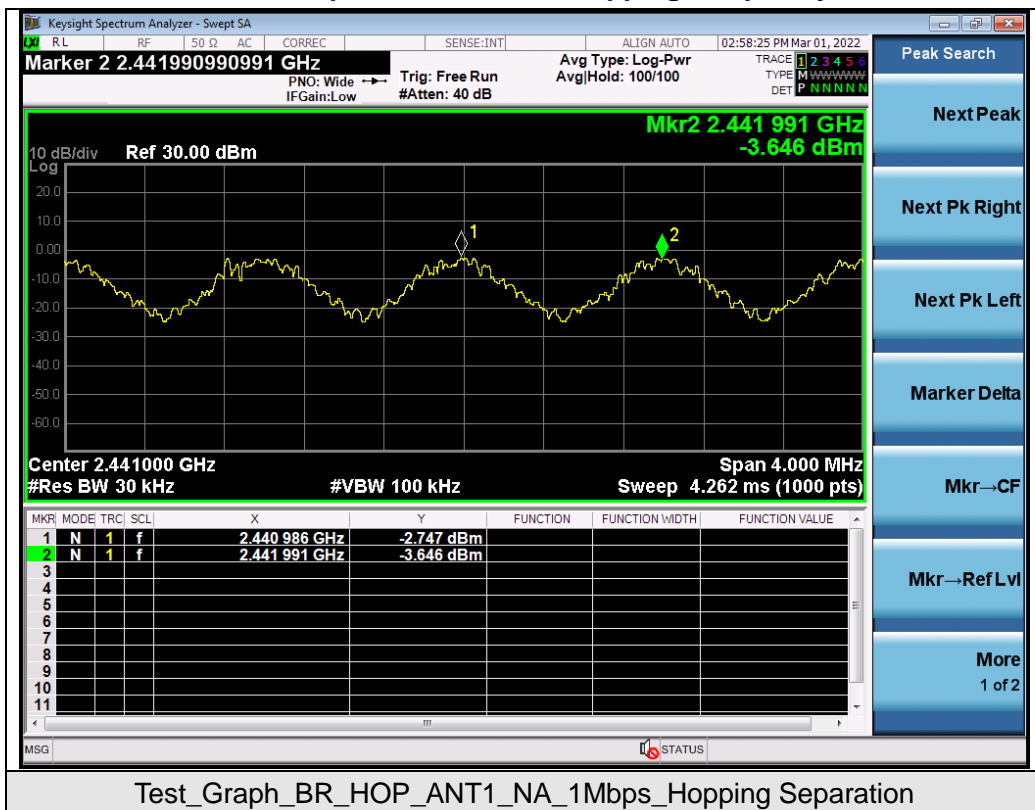 Keysight Spectrum Analyzer - Swept SA
LXI RL RF 50 Ω AC CORREC SENSE:INT ALIGN AUTO 02:58:25 PM Mar 01, 2022
Marker 2 2.441990990991 GHz
PNO: Wide
IFGain:Low
Trig: Free Run
#Atten: 40 dB
Avg Type: Log-Pwr
Avg|Hold: 100/100
TRACE 1 2 3 4 5 6
TYPE M WWWWW
DET P N N N N N
Peak Search
Next Peak
Next Pk Right
Next Pk Left
Marker Delta
Mkr→CF
Mkr→Ref Lvl
More
1 of 2
Mkr2 2.441 991 GHz
-3.646 dBm
10 dB/div Ref 30.00 dBm
Log
20.0
10.0
0.00
-10.0
-20.0
-30.0
-40.0
-50.0
-60.0
1
2
Center 2.441000 GHz Span 4.000 MHz
#Res BW 30 kHz #VBW 100 kHz Sweep 4.262 ms (1000 pts)
MKR MODE TRC SCL X Y FUNCTION FUNCTION WIDTH FUNCTION VALUE
1 N 1 f 2.440 986 GHz -2.747 dBm
2 N 1 f 2.441 991 GHz -3.646 dBm
3
4
5
6
7
8
9
10
11
MSG STATUS
Test_Graph_BR_HOP_ANT1_NA_1Mbps_Hopping Separation